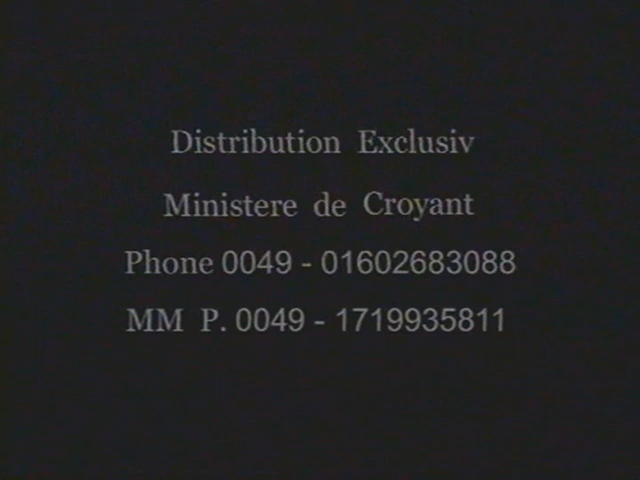 Distribution Exclusiv
Ministere de Croyant
Phone 0049 - 01602683088
MM P. 0049 - 1719935811